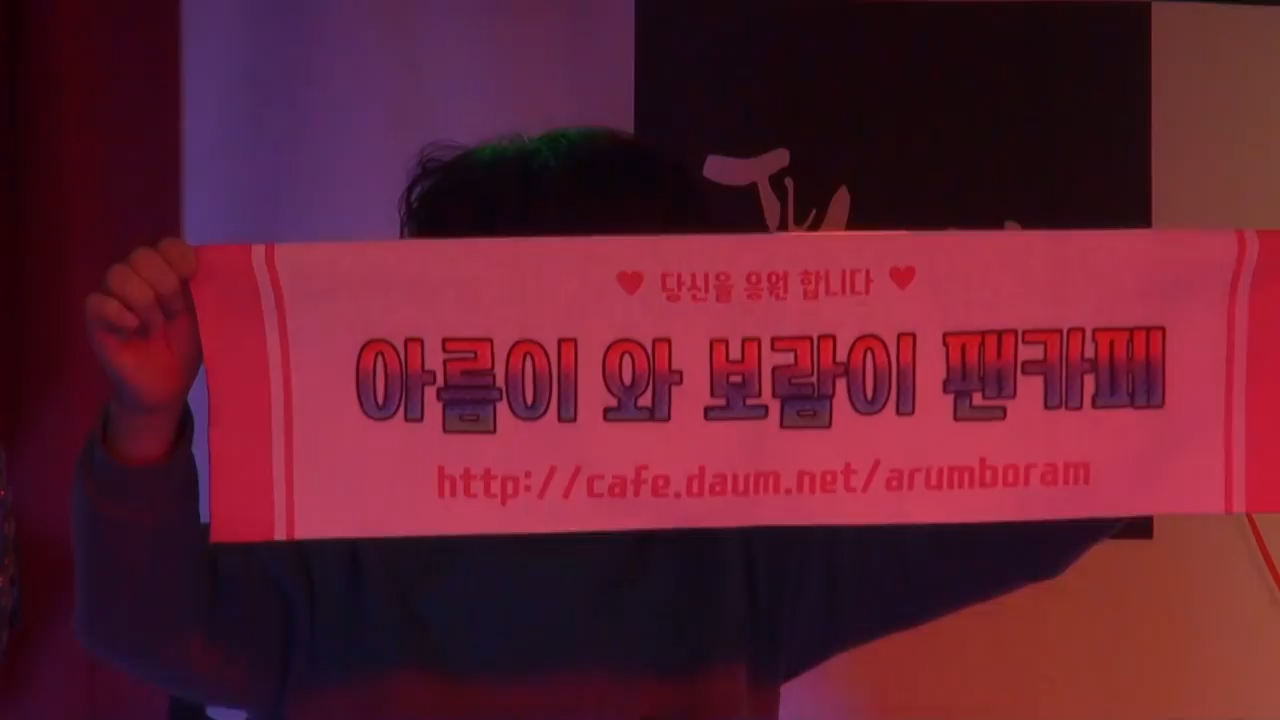 ♥ 당신을 응원 합니다 ♥
아름이 와 보람이 팬카페
http://cafe.daum.net/arumboram